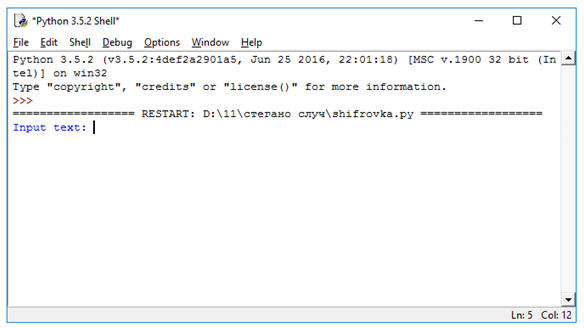 *Python 3.5.2 Shell*
File Edit Shell Debug Options Window Help
Python 3.5.2 (v3.5.2:4def2a2901a5, Jun 25 2016, 22:01:18) [MSC v.1900 32 bit (In
tel)] on win32
Type "copyright", "credits" or "license()" for more information.
>>>
================== RESTART: D:\11\стегано случ\shifrovka.py ==================
Input text:
Ln: 5 Col: 12